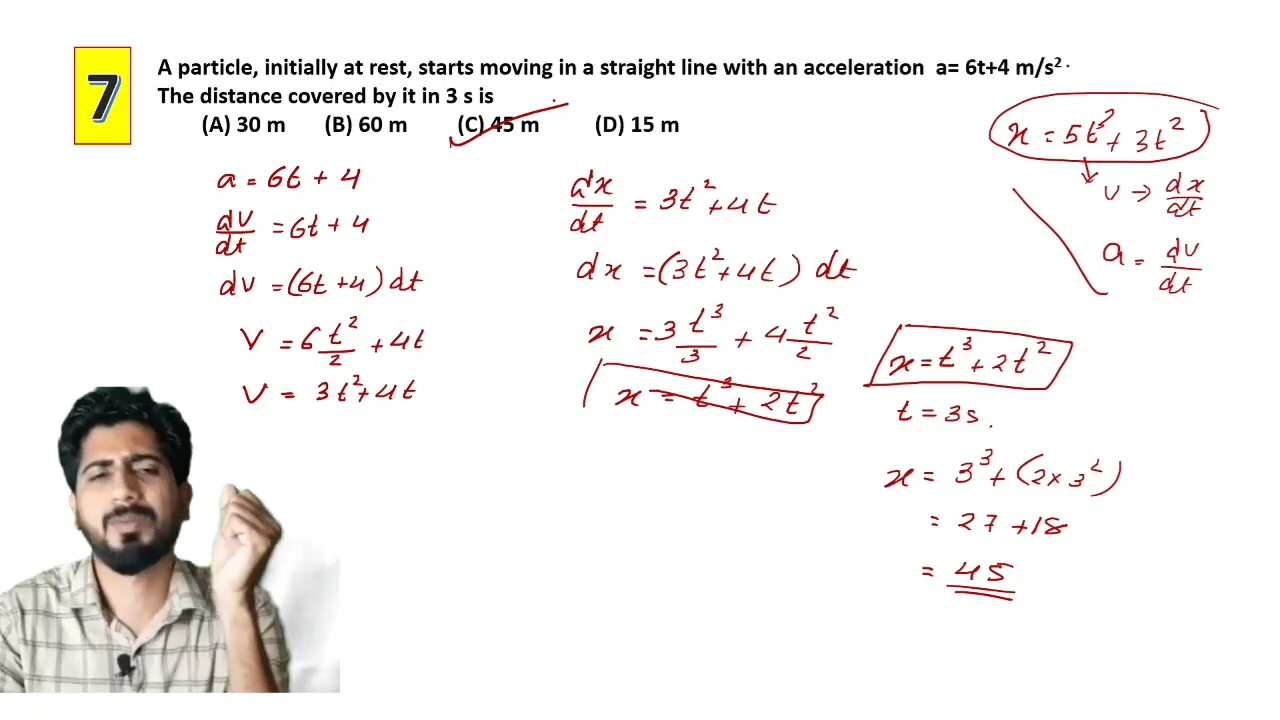 7
A particle, initially at rest, starts moving in a straight line with an acceleration a= 6t+4 m/s².
The distance covered by it in 3 s is
(A) 30 m (B) 60 m (C) 45 m (D) 15 m
a = 6t + 4
dv/dt = 6t + 4
dv = (6t + 4) dt
v = 6 t²/2 + 4t
v = 3t² + 4t
dx/dt = 3t² + 4t
dx = (3t² + 4t) dt
x = 3 t³/3 + 4 t²/2
x = t³ + 2t²
x = 5t³ + 3t²
v → dx/dt
a = dv/dt
x = t³ + 2t²
t = 3s.
x = 3³ + (2 × 3²)
= 27 + 18
= 45